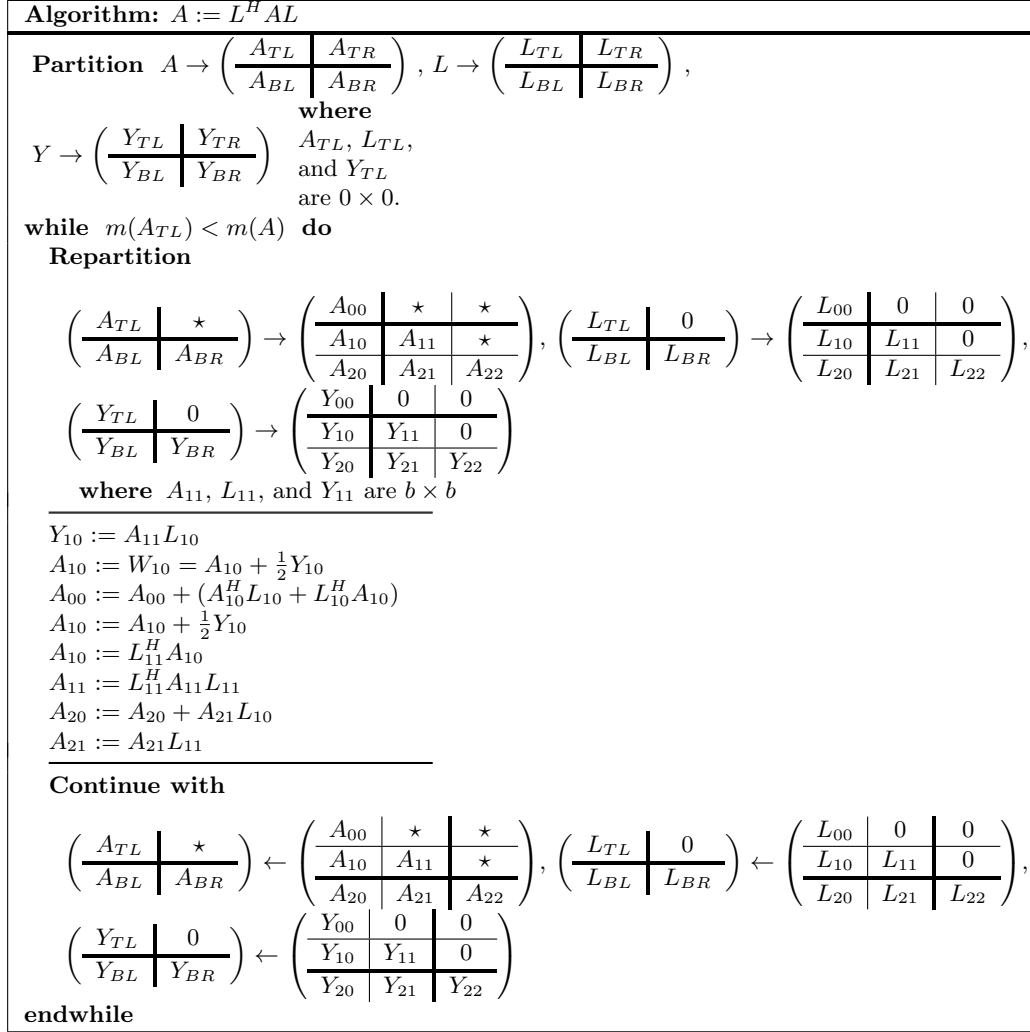 Algorithm: A := L^H AL
Partition A → ( A_TL | A_TR ; A_BL | A_BR ) , L → ( L_TL | L_TR ; L_BL | L_BR ) ,
Y → ( Y_TL | Y_TR ; Y_BL | Y_BR )
where
A_TL, L_TL,
and Y_TL
are 0 × 0.
while m(A_TL) < m(A) do
Repartition
( A_TL | ⋆ ; A_BL | A_BR ) → ( A_00 | ⋆ | ⋆ ; A_10 | A_11 | ⋆ ; A_20 | A_21 | A_22 ), ( L_TL | 0 ; L_BL | L_BR ) → ( L_00 | 0 | 0 ; L_10 | L_11 | 0 ; L_20 | L_21 | L_22 ),
( Y_TL | 0 ; Y_BL | Y_BR ) → ( Y_00 | 0 | 0 ; Y_10 | Y_11 | 0 ; Y_20 | Y_21 | Y_22 )
where A_11, L_11, and Y_11 are b × b
Y_10 := A_11 L_10
A_10 := W_10 = A_10 + ½ Y_10
A_00 := A_00 + (A_10^H L_10 + L_10^H A_10)
A_10 := A_10 + ½ Y_10
A_10 := L_11^H A_10
A_11 := L_11^H A_11 L_11
A_20 := A_20 + A_21 L_10
A_21 := A_21 L_11
Continue with
( A_TL | ⋆ ; A_BL | A_BR ) ← ( A_00 | ⋆ | ⋆ ; A_10 | A_11 | ⋆ ; A_20 | A_21 | A_22 ), ( L_TL | 0 ; L_BL | L_BR ) ← ( L_00 | 0 | 0 ; L_10 | L_11 | 0 ; L_20 | L_21 | L_22 ),
( Y_TL | 0 ; Y_BL | Y_BR ) ← ( Y_00 | 0 | 0 ; Y_10 | Y_11 | 0 ; Y_20 | Y_21 | Y_22 )
endwhile